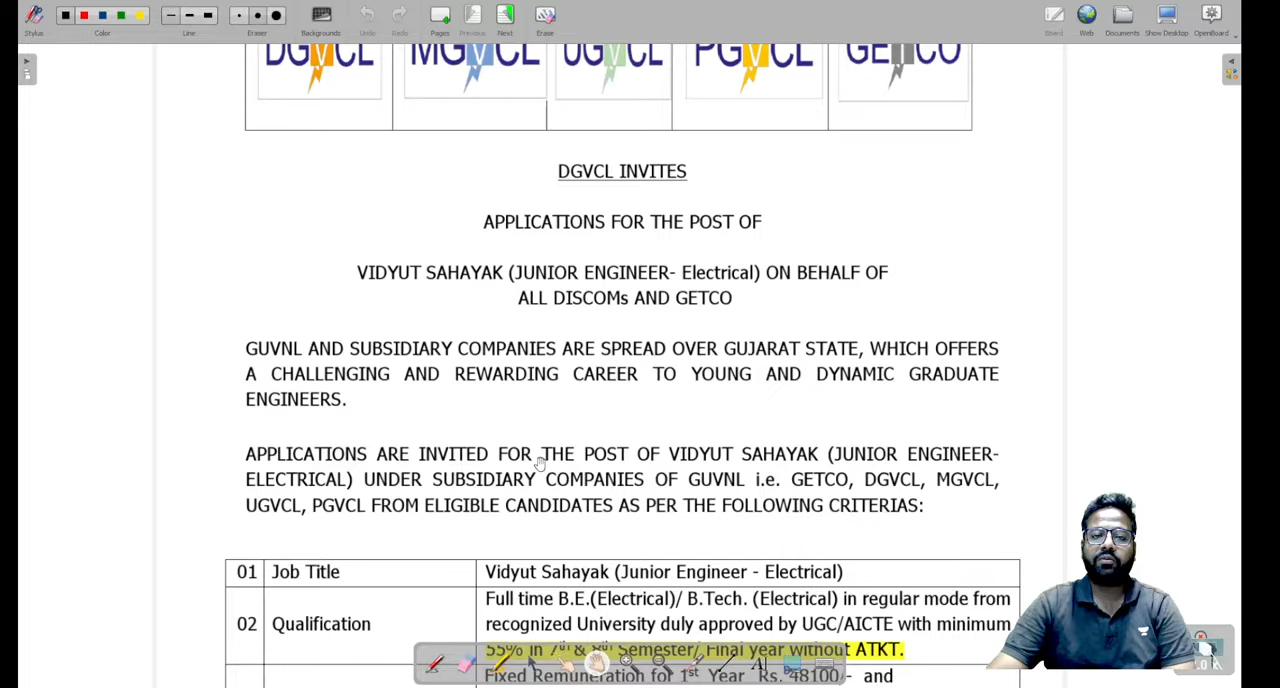 Stylus
Color
Line
Eraser
Backgrounds
Undo
Redo
Pages
Previous
Next
Erase
Board
Web
Documents
Show Desktop
OpenBoard
DGVCL
MGVCL
UGVCL
PGVCL
GETCO
DGVCL INVITES
APPLICATIONS FOR THE POST OF
VIDYUT SAHAYAK (JUNIOR ENGINEER- Electrical) ON BEHALF OF
ALL DISCOMs AND GETCO
GUVNL AND SUBSIDIARY COMPANIES ARE SPREAD OVER GUJARAT STATE, WHICH OFFERS
A CHALLENGING AND REWARDING CAREER TO YOUNG AND DYNAMIC GRADUATE
ENGINEERS.
APPLICATIONS ARE INVITED FOR THE POST OF VIDYUT SAHAYAK (JUNIOR ENGINEER-
ELECTRICAL) UNDER SUBSIDIARY COMPANIES OF GUVNL i.e. GETCO, DGVCL, MGVCL,
UGVCL, PGVCL FROM ELIGIBLE CANDIDATES AS PER THE FOLLOWING CRITERIAS:
01 Job Title Vidyut Sahayak (Junior Engineer - Electrical)
02 Qualification Full time B.E.(Electrical)/ B.Tech. (Electrical) in regular mode from
recognized University duly approved by UGC/AICTE with minimum
55% in 7th & 8th Semester/ Final year without ATKT.
Fixed Remuneration for 1st Year Rs. 48100/- and